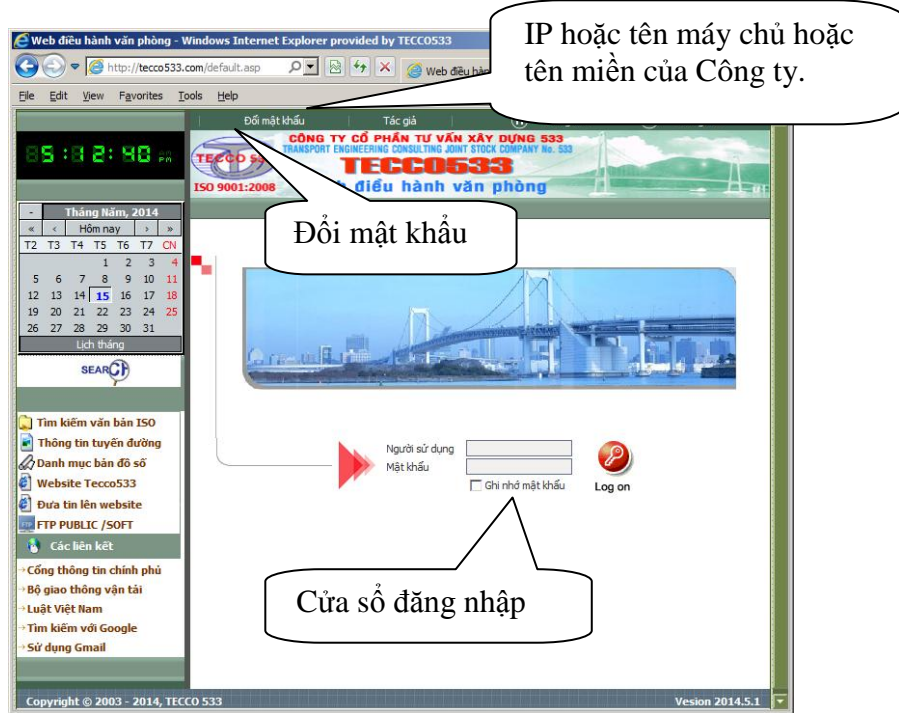 IP hoặc tên máy chủ hoặc
tên miền của Công ty.
Web điều hành văn phòng - Windows Internet Explorer provided by TECCO533
http://tecco533.com/default.asp
Web điều hàn
File Edit View Favorites Tools Help
Đổi mật khẩu Tác giả
CÔNG TY CỔ PHẦN TƯ VẤN XÂY DỰNG 533
TRANSPORT ENGINEERING CONSULTING JOINT STOCK COMPANY No. 533
TECCO 53
TECCO533
ISO 9001:2008
điều hành văn phòng
5:12:40 PM
Đổi mật khẩu
- Tháng Năm, 2014
« ‹ Hôm nay › »
T2 T3 T4 T5 T6 T7 CN
1 2 3 4
5 6 7 8 9 10 11
12 13 14 15 16 17 18
19 20 21 22 23 24 25
26 27 28 29 30 31
Lịch tháng
SEARCH
Tìm kiếm văn bản ISO
Thông tin tuyến đường
Danh mục bản đồ số
Website Tecco533
Đưa tin lên website
FTP PUBLIC /SOFT
Các liên kết
Cổng thông tin chính phủ
Bộ giao thông vận tải
Luật Việt Nam
Tìm kiếm với Google
Sử dụng Gmail
Người sử dụng
Mật khẩu
Ghi nhớ mật khẩu
Log on
Cửa sổ đăng nhập
Copyright © 2003 - 2014, TECCO 533
Vesion 2014.5.1